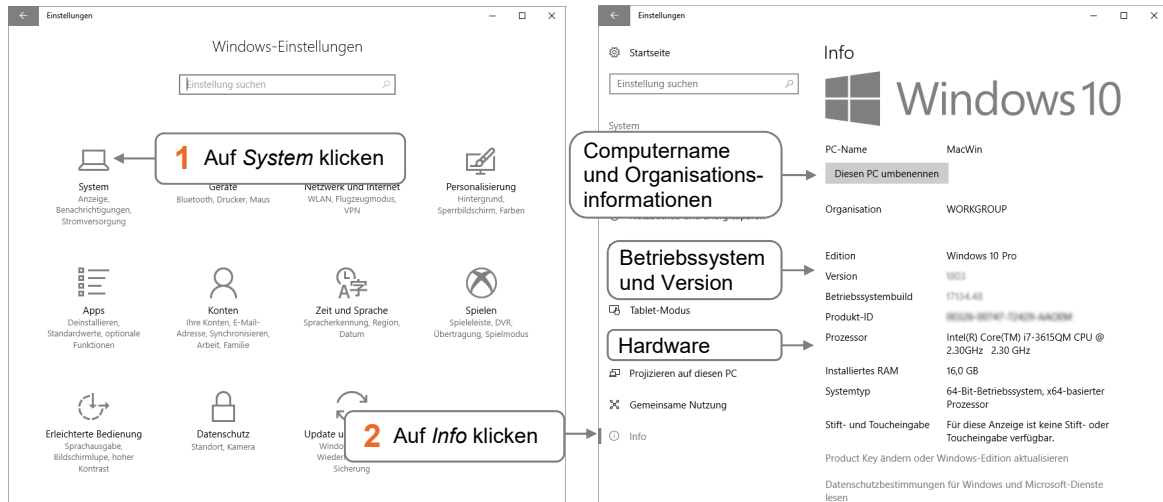 Einstellungen
Windows-Einstellungen
Einstellung suchen
1 Auf System klicken
System
Anzeige,
Benachrichtigungen,
Stromversorgung
Geräte
Bluetooth, Drucker, Maus
Netzwerk und Internet
WLAN, Flugzeugmodus,
VPN
Personalisierung
Hintergrund,
Sperrbildschirm, Farben
Apps
Deinstallieren,
Standardwerte, optionale
Funktionen
Konten
Ihre Konten, E-Mail-
Adresse, Synchronisieren,
Arbeit, Familie
Zeit und Sprache
Spracherkennung, Region,
Datum
Spielen
Spieleleiste, DVR,
Übertragung, Spielmodus
Erleichterte Bedienung
Sprachausgabe,
Bildschirmlupe, hoher
Kontrast
Datenschutz
Standort, Kamera
Update
Sicherung
2 Auf Info klicken
Einstellungen
Startseite
Einstellung suchen
System
Computername
und Organisations-
informationen
Betriebssystem
und Version
Tablet-Modus
Hardware
Projizieren auf diesen PC
Gemeinsame Nutzung
Info
Info
Windows 10
PC-Name MacWin
Diesen PC umbenennen
Organisation WORKGROUP
Edition Windows 10 Pro
Version 1803
Betriebssystembuild 17134.48
Produkt-ID
Prozessor Intel(R) Core(TM) i7-3615QM CPU @
2.30GHz 2.30 GHz
Installiertes RAM 16,0 GB
Systemtyp 64-Bit-Betriebssystem, x64-basierter
Prozessor
Stift- und Toucheingabe Für diese Anzeige ist keine Stift- oder
Toucheingabe verfügbar.
Product Key ändern oder Windows-Edition aktualisieren
Datenschutzbestimmungen für Windows und Microsoft-Dienste
lesen